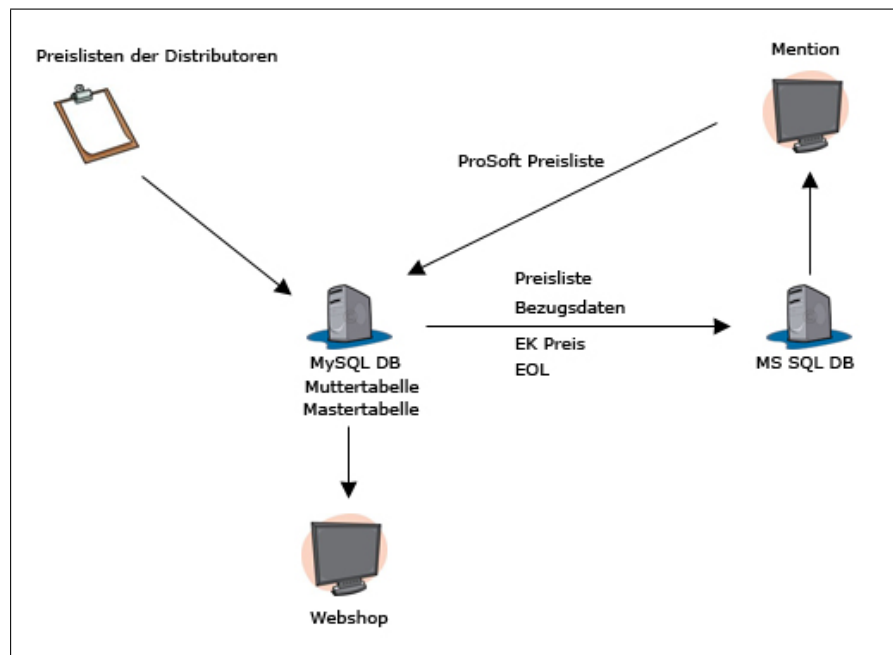 Preislisten der Distributoren
Mention
ProSoft Preisliste
Preisliste
Bezugsdaten
EK Preis
EOL
MySQL DB
Muttertabelle
Mastertabelle
MS SQL DB
Webshop